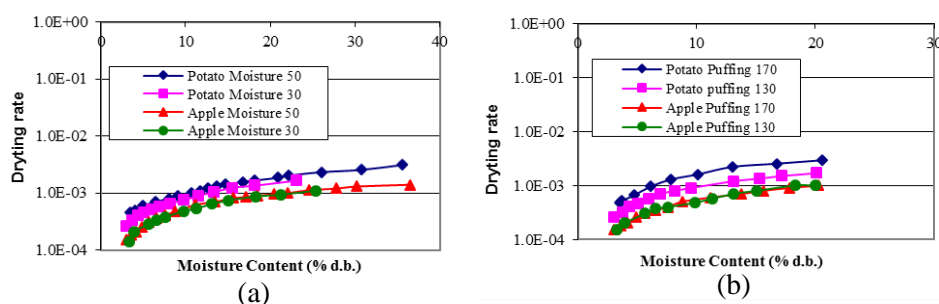 (a)
1.0E+00
0
10
20
30
40
1.0E-01
1.0E-02
1.0E-03
1.0E-04
Dryting rate
Potato Moisture 50
Potato Moisture 30
Apple Moisture 50
Apple Moisture 30
Moisture Content (% d.b.)
(a)
(b)
1.0E+00
0
10
20
30
1.0E-01
1.0E-02
1.0E-03
1.0E-04
Dryting rate
Potato Puffing 170
Potato puffing 130
Apple Puffing 170
Apple Puffing 130
Moisture Content (% d.b.)
(b)